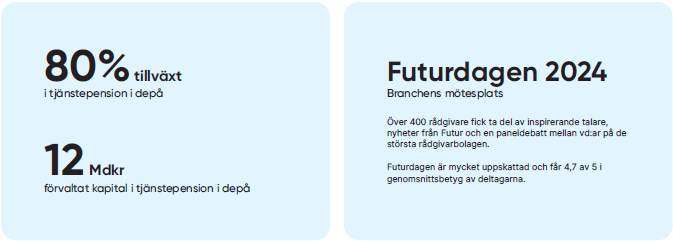 80% tillväxt
i tjänstepension i depå
12 Mdkr
förvaltat kapital i tjänstepension i depå
Futurdagen 2024
Branchens mötesplats
Över 400 rådgivare fick ta del av inspirerande talare,
nyheter från Futur och en paneldebatt mellan vd:ar på de
största rådgivarbolagen.
Futurdagen är mycket uppskattad och får 4,7 av 5 i
genomsnittsbetyg av deltagarna.